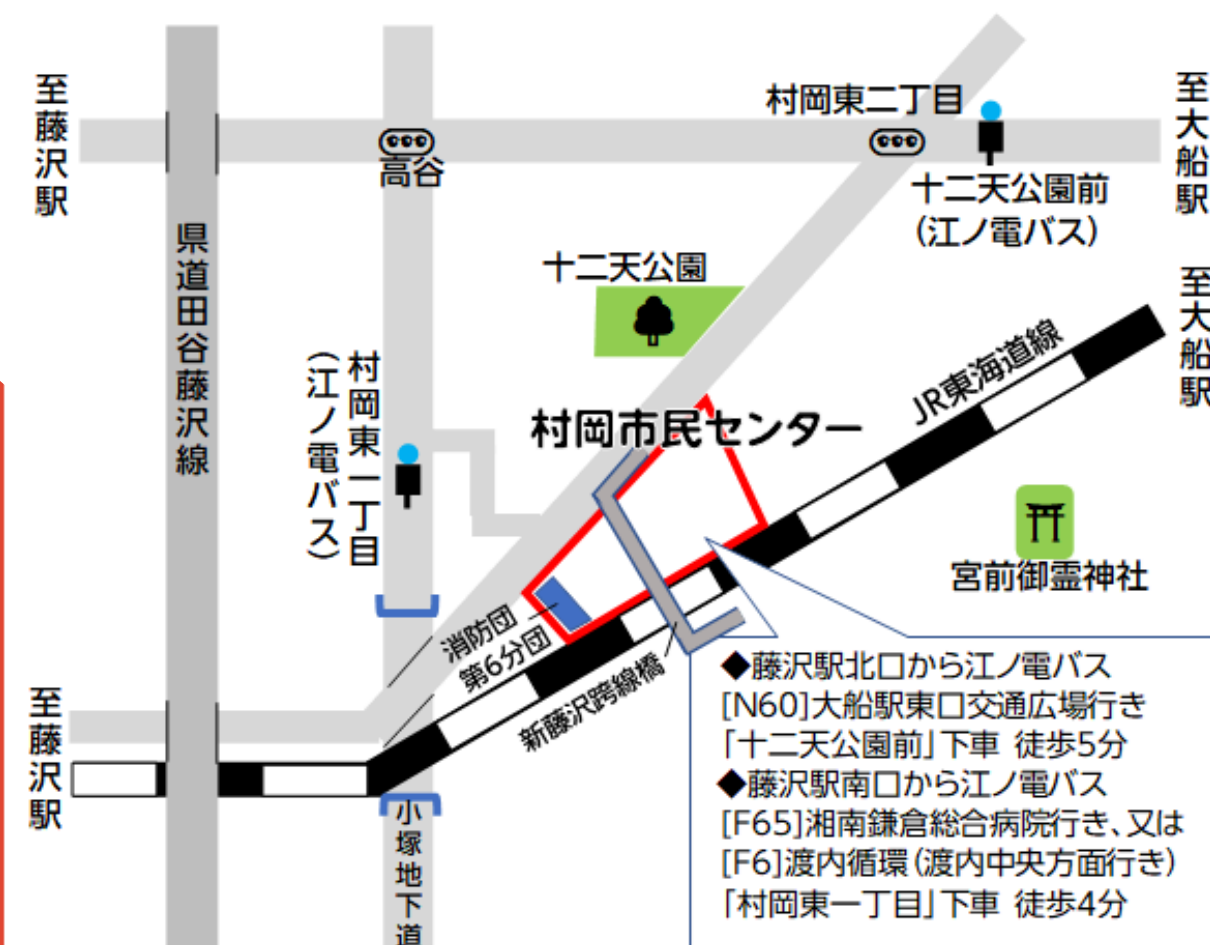 至藤沢駅
村岡東二丁目
至大船駅
高谷
十二天公園前
（江ノ電バス）
県道田谷藤沢線
十二天公園
至大船駅
JR東海道線
村岡東一丁目
（江ノ電バス）
村岡市民センター
宮前御霊神社
消防団
第6分団
新藤沢跨線橋
至藤沢駅
小塚地下道
◆藤沢駅北口から江ノ電バス
[N60]大船駅東口交通広場行き
「十二天公園前」下車 徒歩5分
◆藤沢駅南口から江ノ電バス
[F65]湘南鎌倉総合病院行き、又は
[F6]渡内循環（渡内中央方面行き）
「村岡東一丁目」下車 徒歩4分